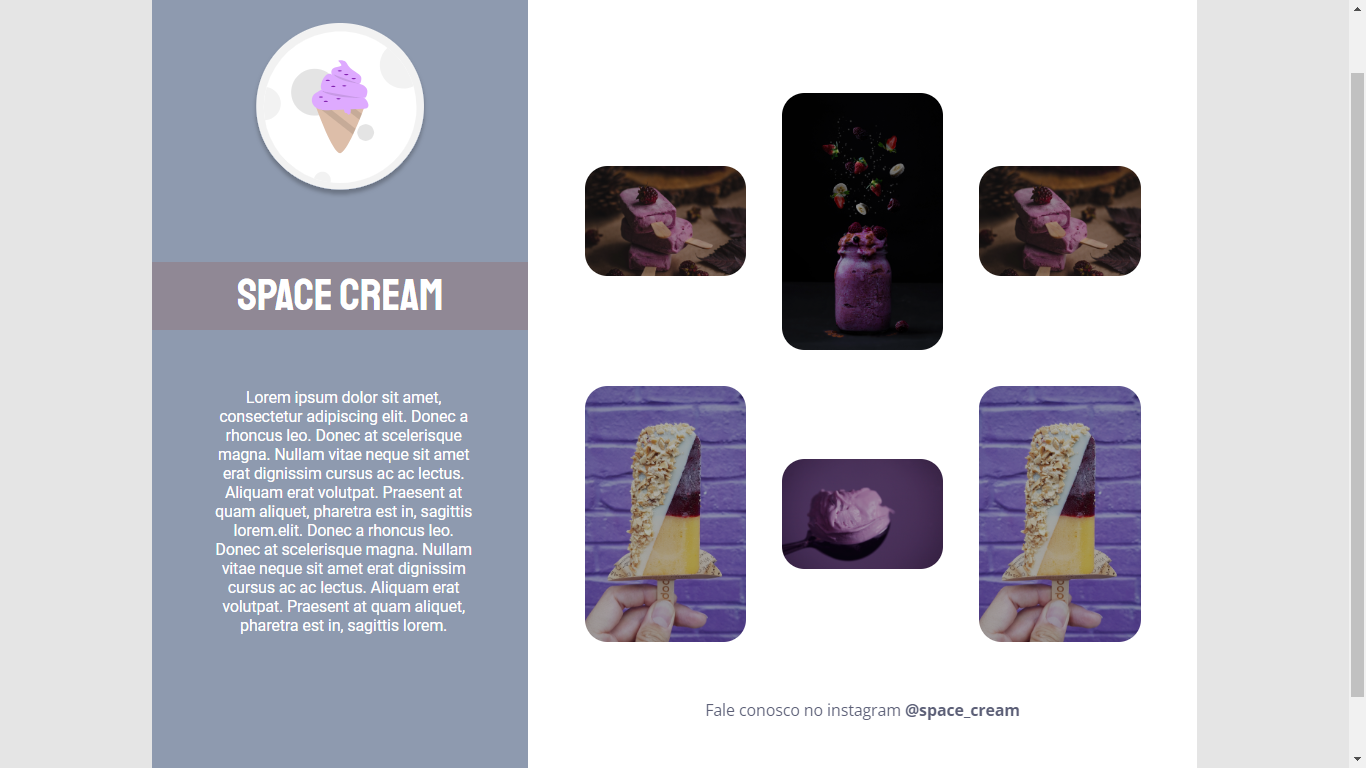 SPACE CREAM
Lorem ipsum dolor sit amet,
consectetur adipiscing elit. Donec a
rhoncus leo. Donec at scelerisque
magna. Nullam vitae neque sit amet
erat dignissim cursus ac ac lectus.
Aliquam erat volutpat. Praesent at
quam aliquet, pharetra est in, sagittis
lorem.elit. Donec a rhoncus leo.
Donec at scelerisque magna. Nullam
vitae neque sit amet erat dignissim
cursus ac ac lectus. Aliquam erat
volutpat. Praesent at quam aliquet,
pharetra est in, sagittis lorem.
Fale conosco no instagram @space_cream